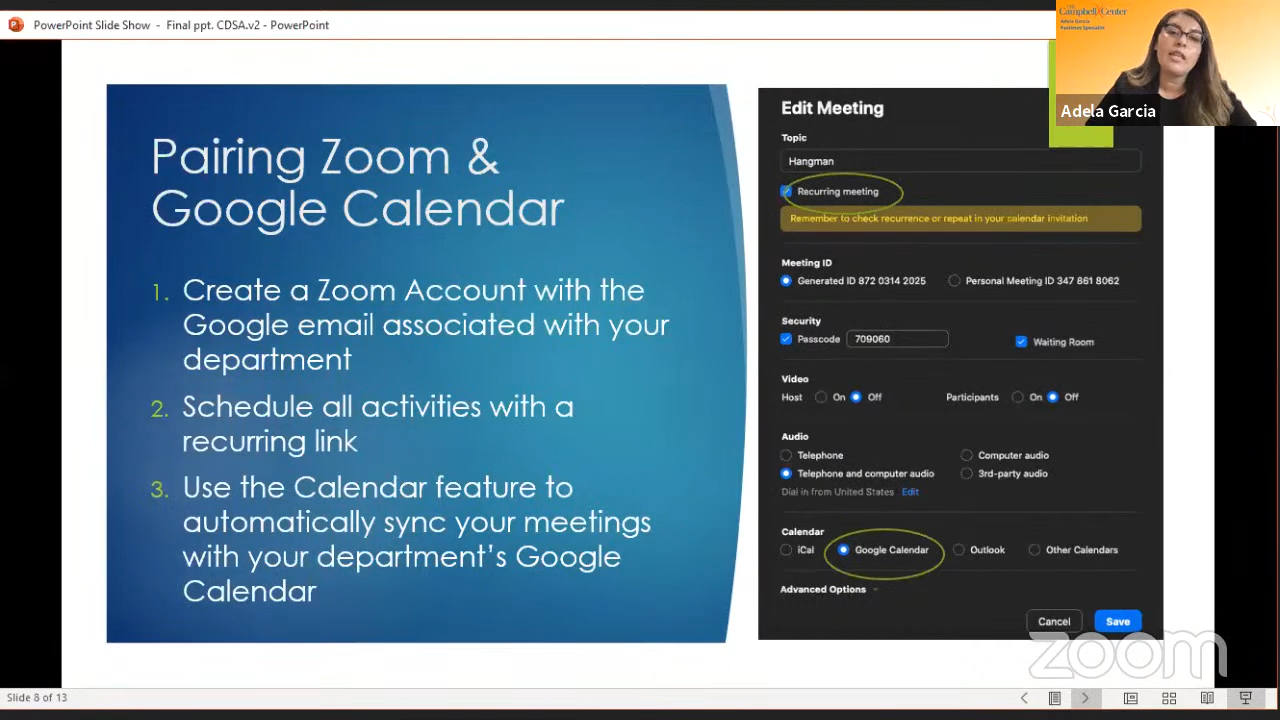 PowerPoint Slide Show - Final ppt. CDSA.v2 - PowerPoint
Campbell Center
Adela Garcia
Adela Garcia
Pairing Zoom &
Google Calendar
1. Create a Zoom Account with the
Google email associated with your
department
2. Schedule all activities with a
recurring link
3. Use the Calendar feature to
automatically sync your meetings
with your department's Google
Calendar
Edit Meeting
Topic
Hangman
Recurring meeting
Remember to check recurrence or repeat in your calendar invitation
Meeting ID
Generated ID 872 0314 2025 Personal Meeting ID 347 861 8062
Security
Passcode 709060 Waiting Room
Video
Host On Off Participants On Off
Audio
Telephone Computer audio
Telephone and computer audio 3rd-party audio
Dial in from United States Edit
Calendar
iCal Google Calendar Outlook Other Calendars
Advanced Options
Cancel Save
zoom
Slide 8 of 13